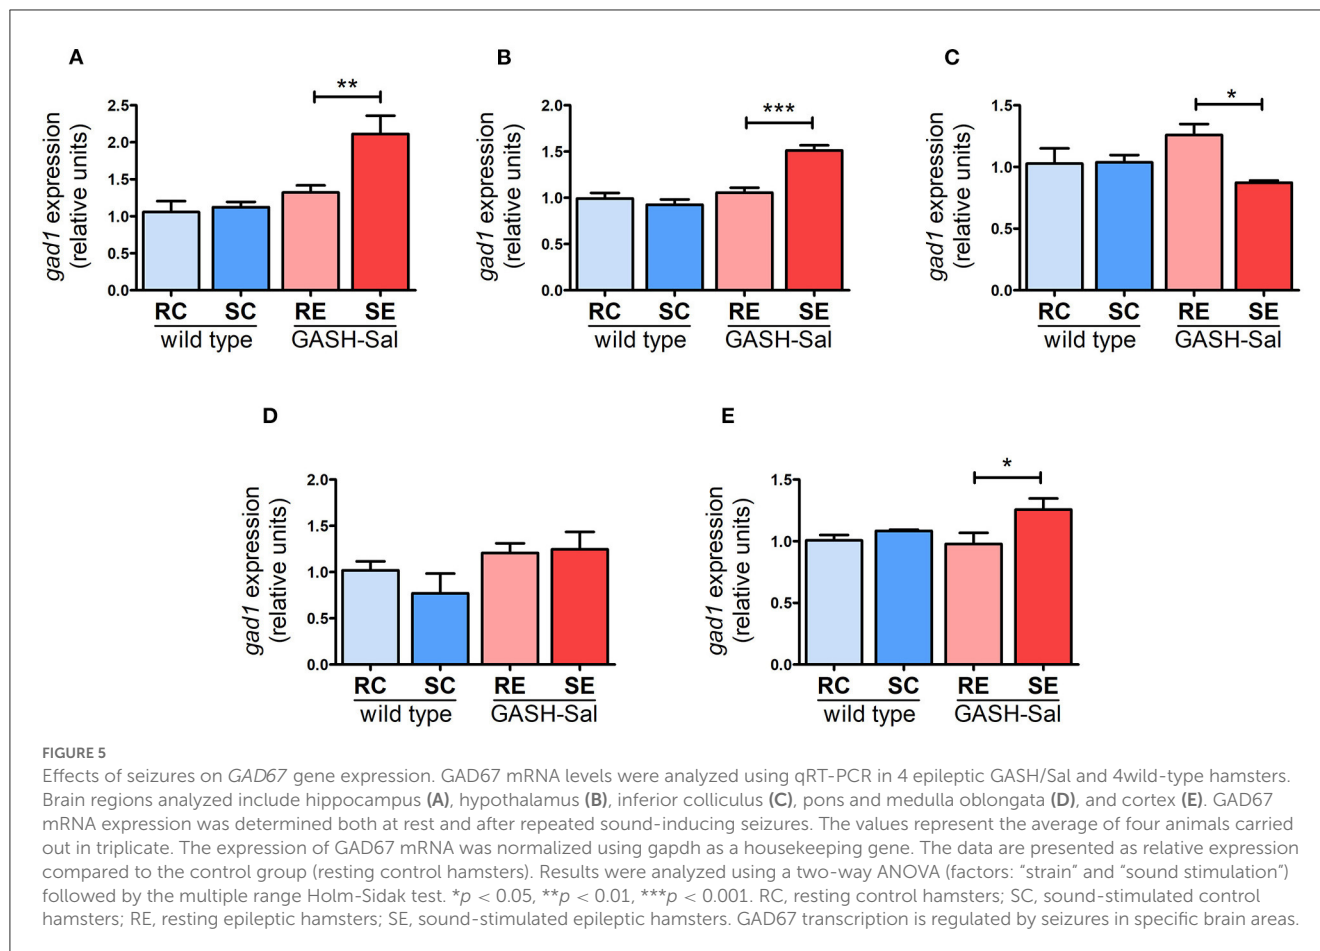 A
**
gad1 expression
(relative units)
2.5
2.0
1.5
1.0
0.5
0.0
RC SC RE SE
wild type GASH-Sal
B
***
gad1 expression
(relative units)
2.0
1.5
1.0
0.5
0.0
RC SC RE SE
wild type GASH-Sal
C
*
gad1 expression
(relative units)
1.5
1.0
0.5
0.0
RC SC RE SE
wild type GASH-Sal
D
gad1 expression
(relative units)
2.0
1.5
1.0
0.5
0.0
RC SC RE SE
wild type GASH-Sal
E
*
gad1 expression
(relative units)
1.5
1.0
0.5
0.0
RC SC RE SE
wild type GASH-Sal
FIGURE 5
Effects of seizures on GAD67 gene expression. GAD67 mRNA levels were analyzed using qRT-PCR in 4 epileptic GASH/Sal and 4wild-type hamsters.
Brain regions analyzed include hippocampus (A), hypothalamus (B), inferior colliculus (C), pons and medulla oblongata (D), and cortex (E). GAD67
mRNA expression was determined both at rest and after repeated sound-inducing seizures. The values represent the average of four animals carried
out in triplicate. The expression of GAD67 mRNA was normalized using gapdh as a housekeeping gene. The data are presented as relative expression
compared to the control group (resting control hamsters). Results were analyzed using a two-way ANOVA (factors: “strain” and “sound stimulation”)
followed by the multiple range Holm-Sidak test. *p < 0.05, **p < 0.01, ***p < 0.001. RC, resting control hamsters; SC, sound-stimulated control
hamsters; RE, resting epileptic hamsters; SE, sound-stimulated epileptic hamsters. GAD67 transcription is regulated by seizures in specific brain areas.